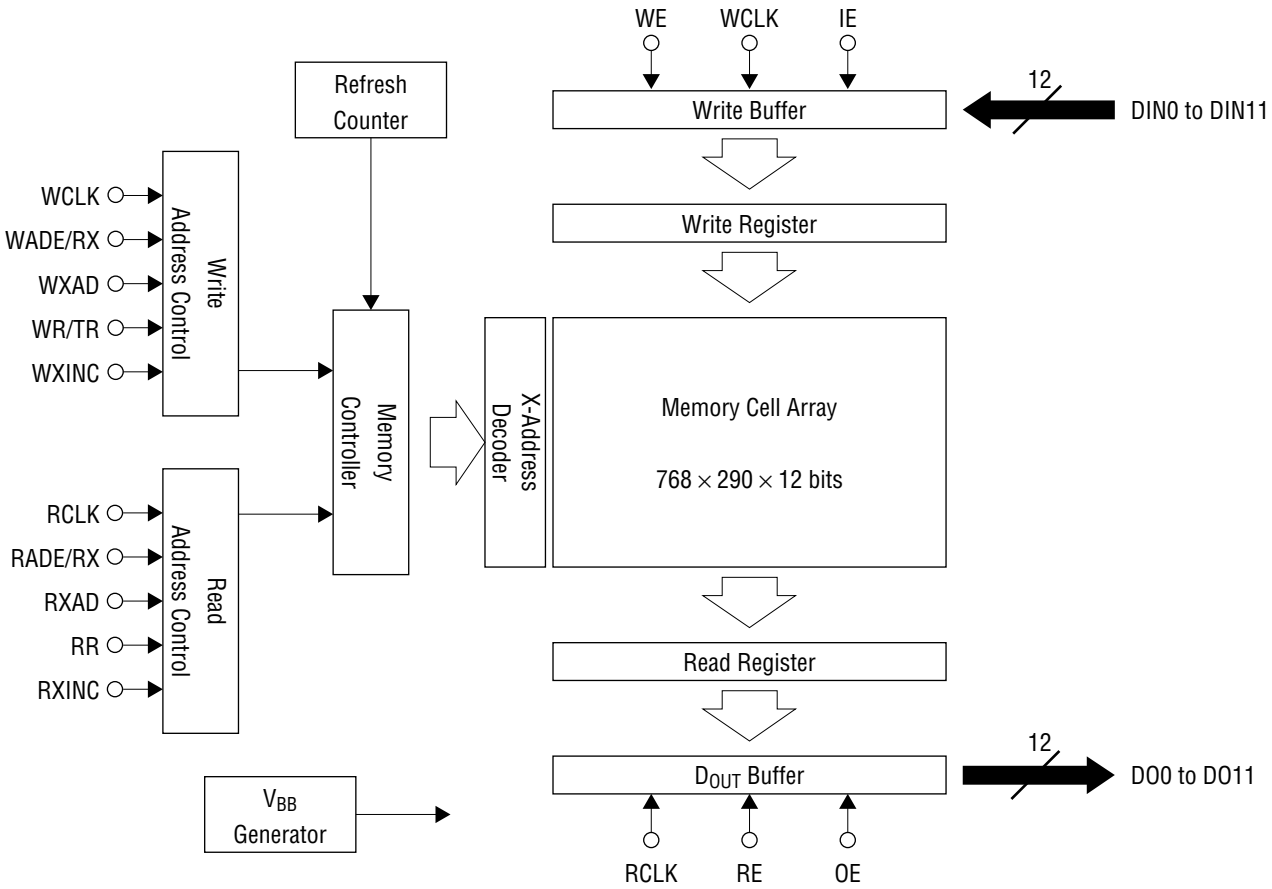 WE WCLK IE
Refresh
Counter
Write Buffer
12
DIN0 to DIN11
WCLK
WADE/RX
WXAD
WR/TR
WXINC
Write
Address Control
Write Register
Memory
Controller
X-Address
Decoder
Memory Cell Array
768 × 290 × 12 bits
RCLK
RADE/RX
RXAD
RR
RXINC
Read
Address Control
Read Register
V_BB
Generator
D_OUT Buffer
12
DO0 to DO11
RCLK RE OE